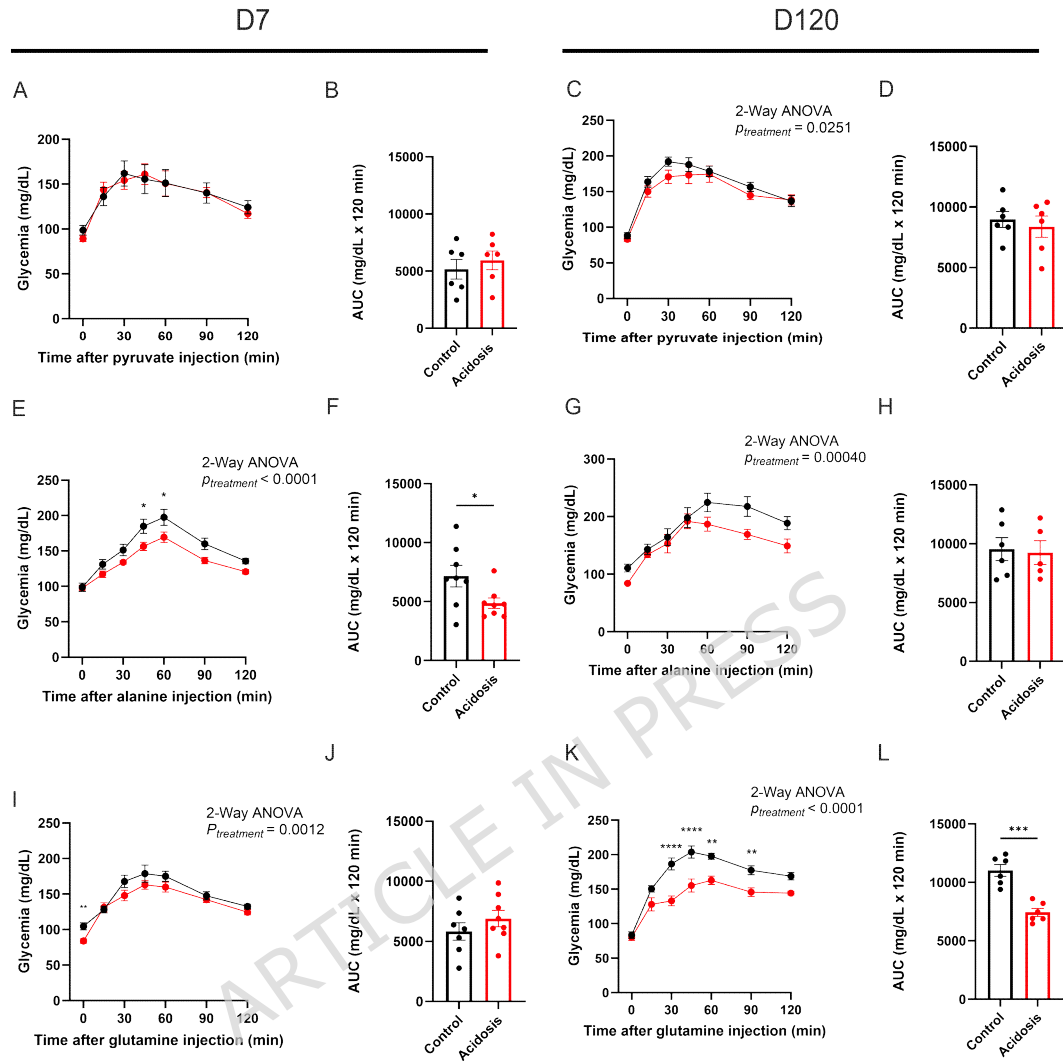 D7
D120
A
Glycemia (mg/dL)
200
150
100
50
0
0 30 60 90 120
Time after pyruvate injection (min)
B
AUC (mg/dL x 120 min)
15000
10000
5000
0
Control
Acidosis
C
2-Way ANOVA
ptreatment = 0.0251
Glycemia (mg/dL)
250
200
150
100
50
0
0 30 60 90 120
Time after pyruvate injection (min)
D
AUC (mg/dL x 120 min)
15000
10000
5000
0
Control
Acidosis
E
2-Way ANOVA
ptreatment < 0.0001
Glycemia (mg/dL)
250
200
150
100
50
0
* *
0 30 60 90 120
Time after alanine injection (min)
F
AUC (mg/dL x 120 min)
15000
10000
5000
0
*
Control
Acidosis
G
2-Way ANOVA
ptreatment = 0.00040
Glycemia (mg/dL)
300
200
100
0
0 30 60 90 120
Time after alanine injection (min)
H
AUC (mg/dL x 120 min)
15000
10000
5000
0
Control
Acidosis
I
2-Way ANOVA
Ptreatment = 0.0012
Glycemia (mg/dL)
250
200
150
100
50
0
**
0 30 60 90 120
Time after glutamine injection (min)
J
AUC (mg/dL x 120 min)
15000
10000
5000
0
Control
Acidosis
K
2-Way ANOVA
ptreatment < 0.0001
Glycemia (mg/dL)
250
200
150
100
50
0
**** **** ** **
0 30 60 90 120
Time after glutamine injection (min)
L
AUC (mg/dL x 120 min)
15000
10000
5000
0
***
Control
Acidosis
ARTICLE IN PRESS